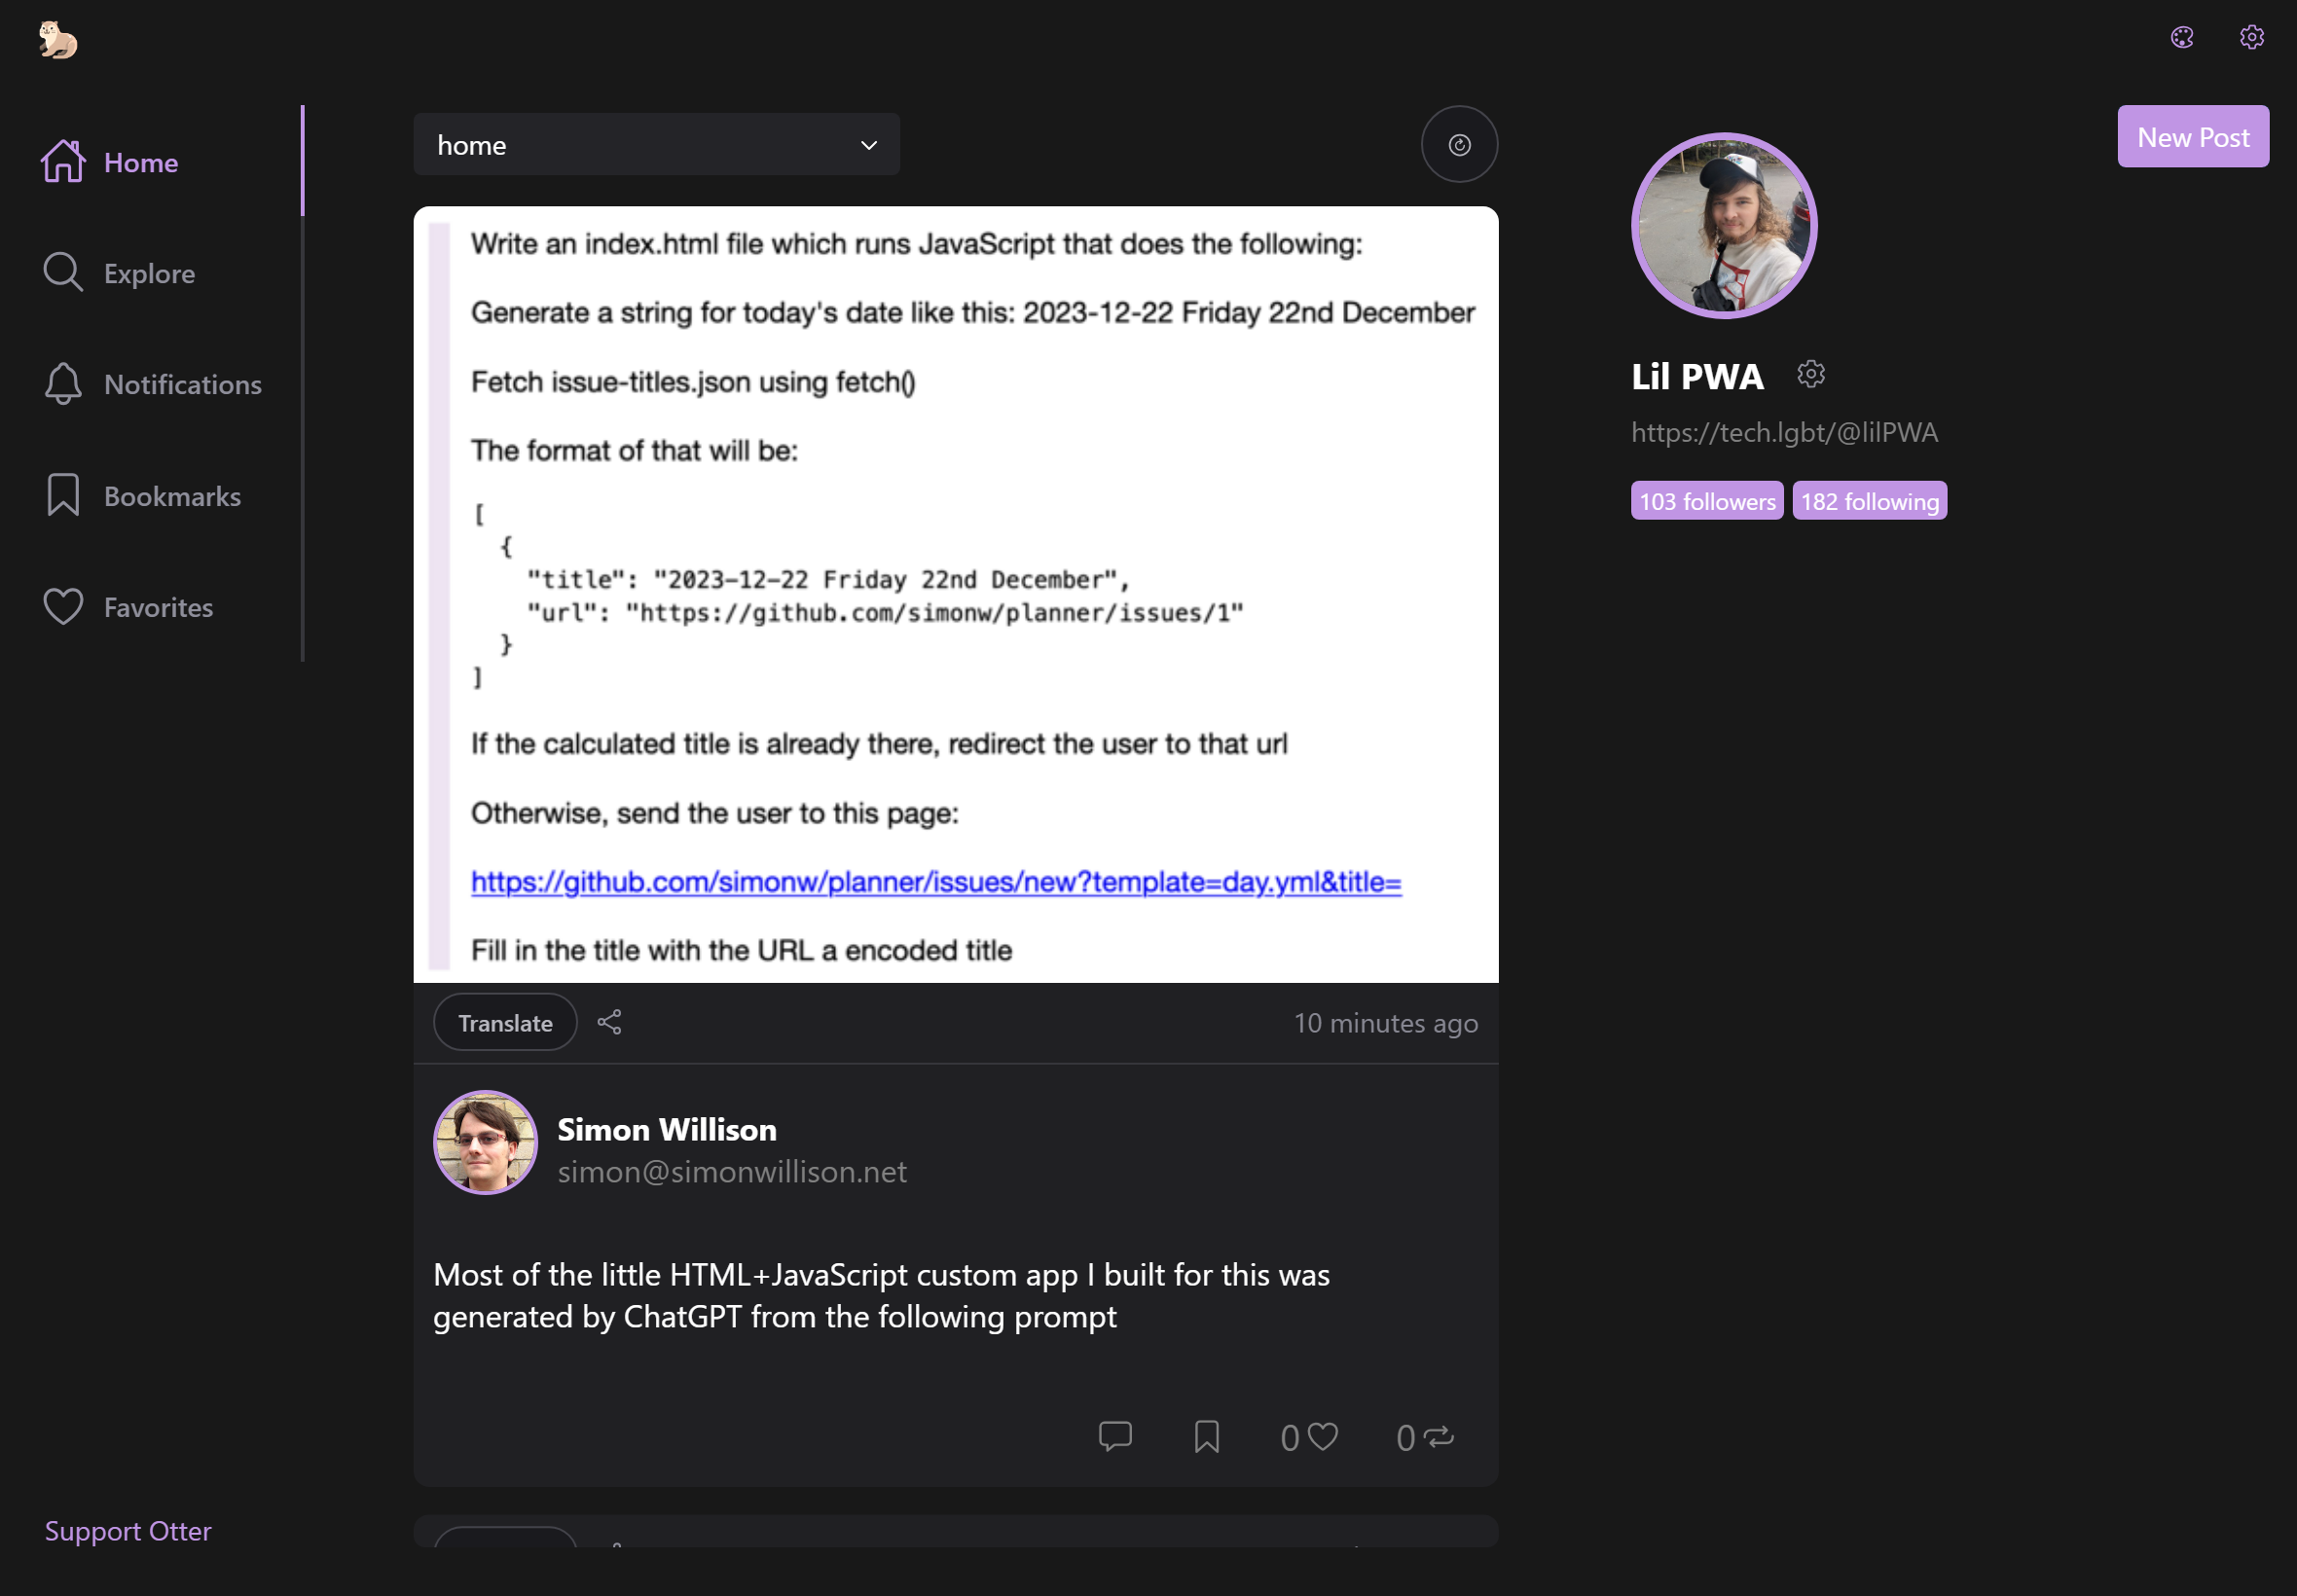 Home
Explore
Notifications
Bookmarks
Favorites
Support Otter
home
Write an index.html file which runs JavaScript that does the following:
Generate a string for today's date like this: 2023-12-22 Friday 22nd December
Fetch issue-titles.json using fetch()
The format of that will be:
[
{
"title": "2023-12-22 Friday 22nd December",
"url": "https://github.com/simonw/planner/issues/1"
}
]
If the calculated title is already there, redirect the user to that url
Otherwise, send the user to this page:
https://github.com/simonw/planner/issues/new?template=day.yml&title=
Fill in the title with the URL a encoded title
Translate
10 minutes ago
Simon Willison
simon@simonwillison.net
Most of the little HTML+JavaScript custom app I built for this was
generated by ChatGPT from the following prompt
0
0
New Post
Lil PWA
https://tech.lgbt/@lilPWA
103 followers 182 following